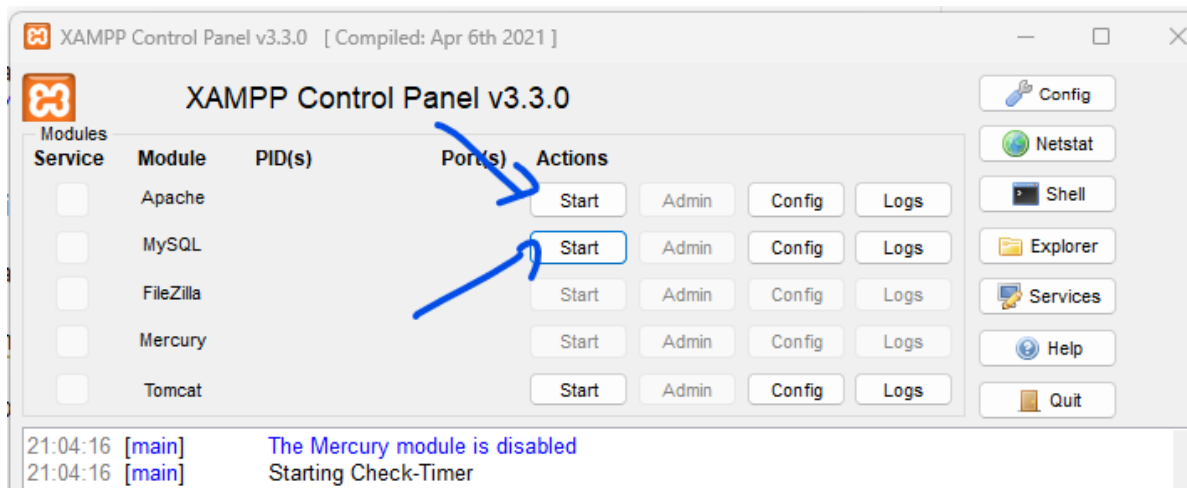 XAMPP Control Panel v3.3.0 [ Compiled: Apr 6th 2021 ]
XAMPP Control Panel v3.3.0
Config
Modules
Service Module PID(s) Port(s) Actions
Netstat
Apache Start Admin Config Logs
Shell
MySQL Start Admin Config Logs
Explorer
FileZilla Start Admin Config Logs
Services
Mercury Start Admin Config Logs
Help
Tomcat Start Admin Config Logs
Quit
21:04:16 [main] The Mercury module is disabled
21:04:16 [main] Starting Check-Timer